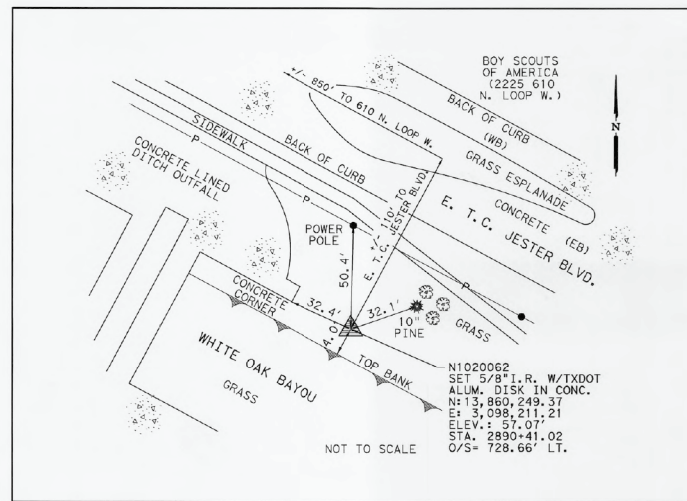 BOY SCOUTS
OF AMERICA
(2225 610
N. LOOP W.)
N
+/- 850' TO 610 N. LOOP W.
BACK OF CURB
(WB)
SIDEWALK
BACK OF CURB
GRASS ESPLANADE
P
CONCRETE LINED
DITCH OUTFALL
CONCRETE (EB)
E. T.C. JESTER BLVD.
P
POWER
POLE
+/- 110' TO
E. T.C. JESTER BLVD.
50.4'
P
CONCRETE
CORNER
32.4'
32.1'
10"
PINE
GRASS
4.0'
WHITE OAK BAYOU
TOP BANK
GRASS
N1020062
SET 5/8"I.R. W/TXDOT
ALUM. DISK IN CONC.
N:13,860,249.37
E: 3,098,211.21
ELEV.: 57.07'
STA. 2890+41.02
O/S= 728.66' LT.
NOT TO SCALE